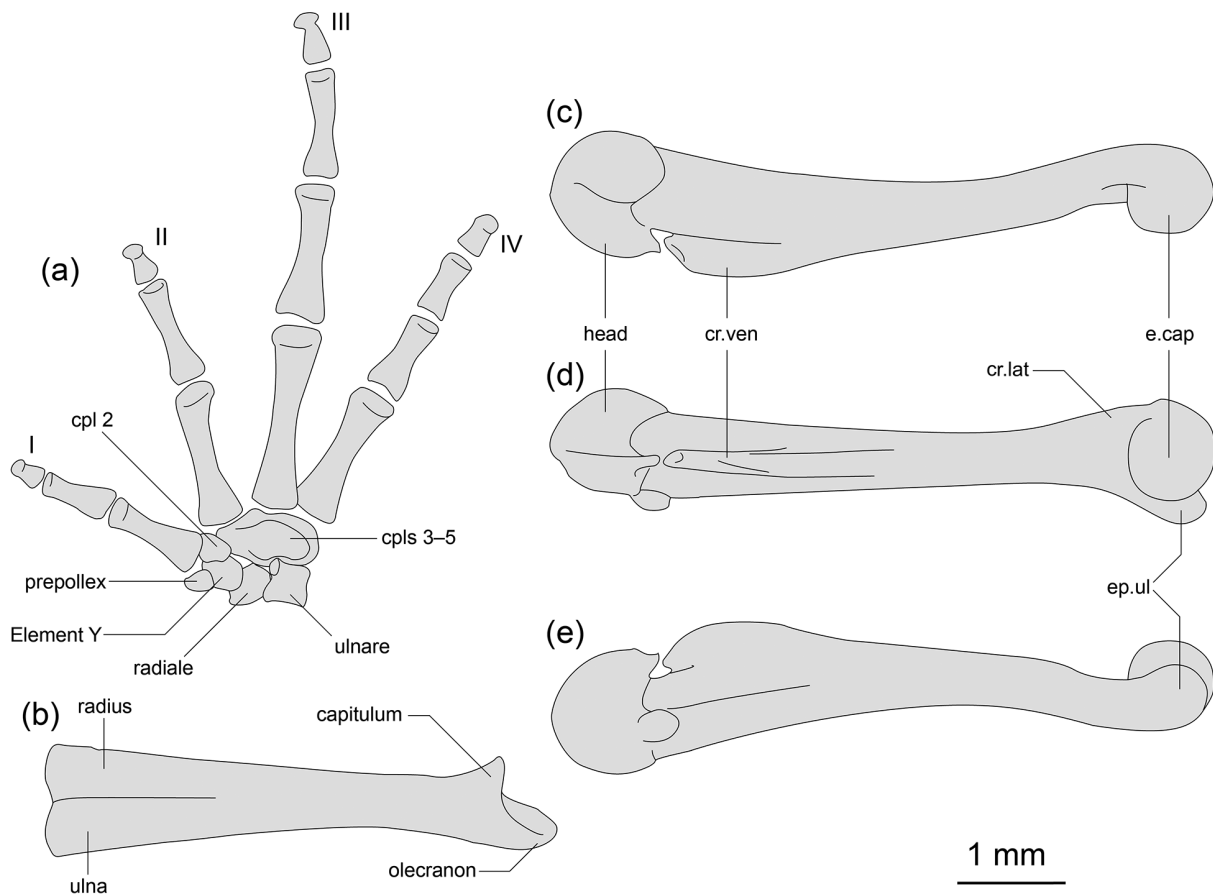 III
(c)
II
IV
(a)
head
cr.ven
e.cap
(d)
cr.lat
cpl 2
I
cpls 3–5
prepollex
ep.ul
Element Y
ulnare
(e)
radiale
(b)
radius
capitulum
olecranon
ulna
1 mm